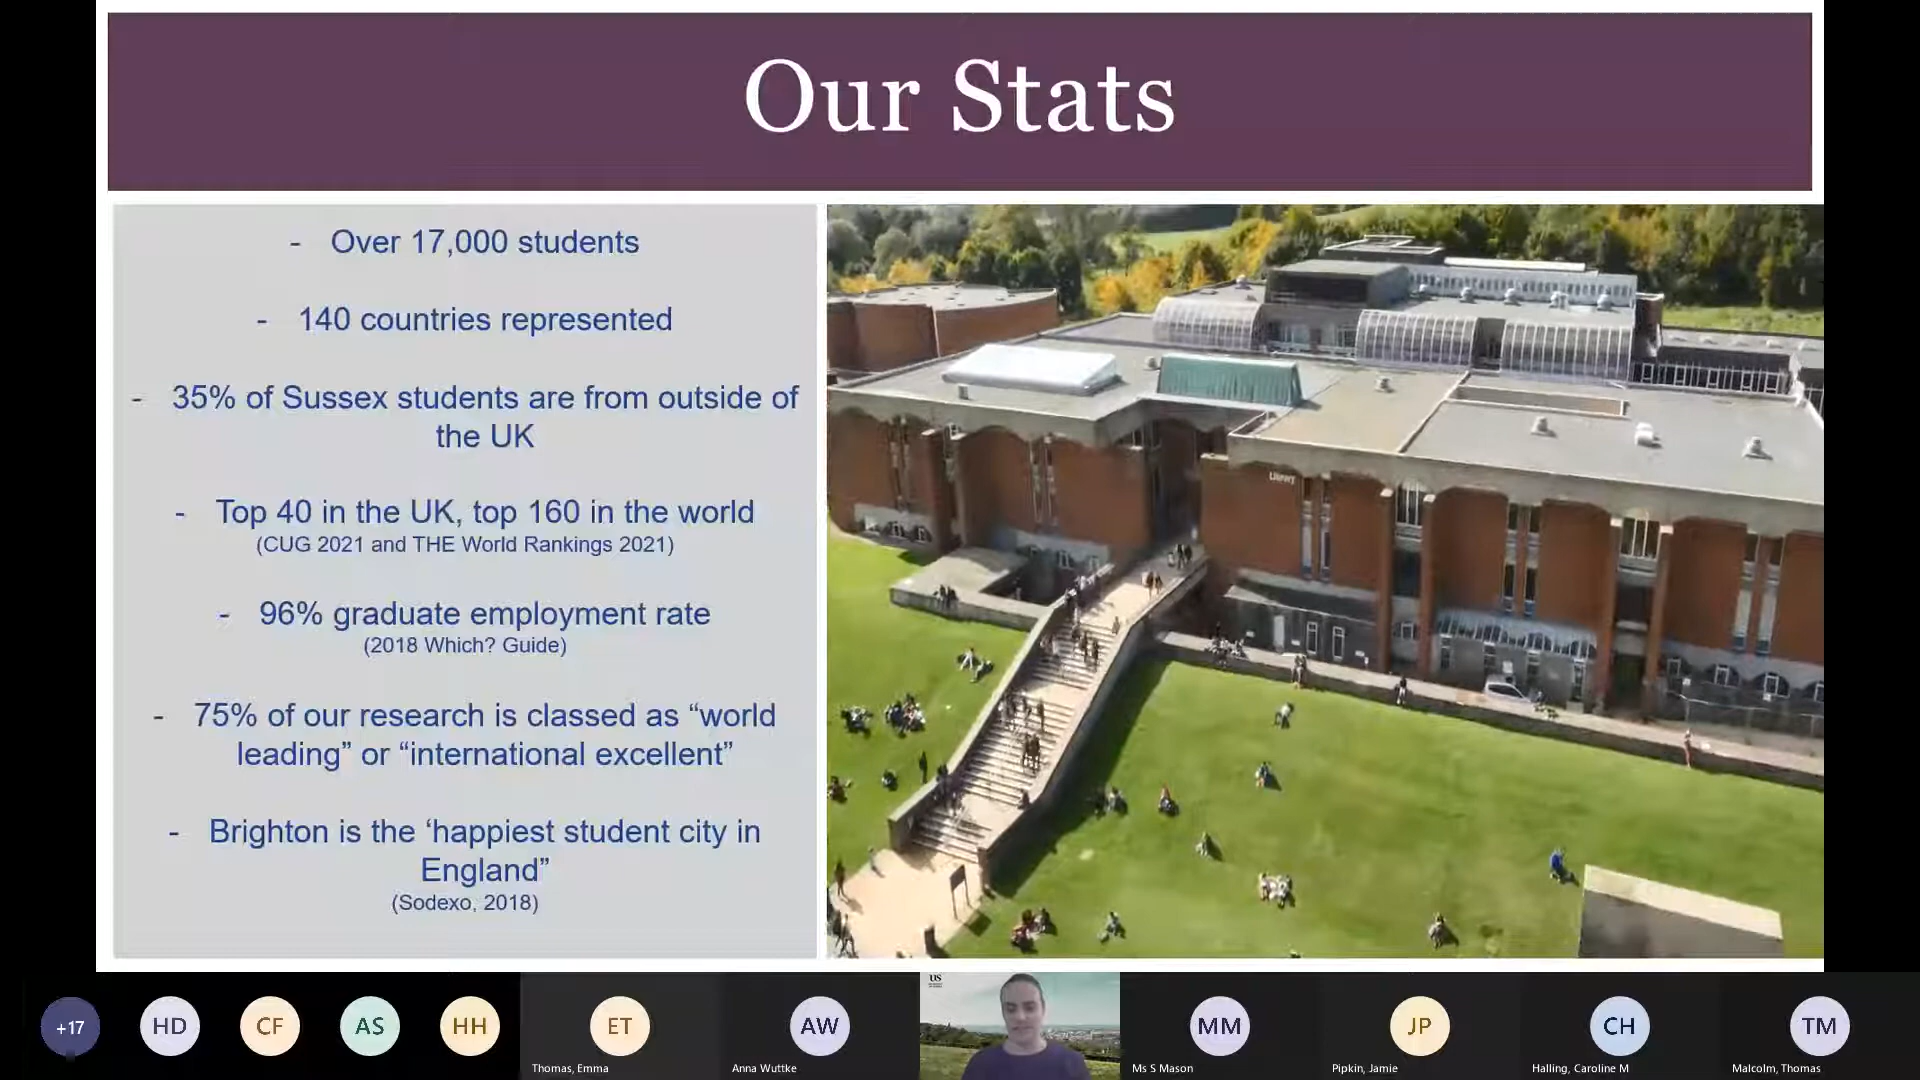 Our Stats
- Over 17,000 students
- 140 countries represented
- 35% of Sussex students are from outside of
the UK
- Top 40 in the UK, top 160 in the world
(CUG 2021 and THE World Rankings 2021)
- 96% graduate employment rate
(2018 Which? Guide)
- 75% of our research is classed as “world
leading” or “international excellent”
- Brighton is the ‘happiest student city in
England”
(Sodexo, 2018)
Library
US
+17
HD
CF
AS
HH
ET
AW
MM
JP
CH
TM
Thomas, Emma
Anna Wuttke
Ms S Mason
Pipkin, Jamie
Halling, Caroline M
Malcolm, Thomas